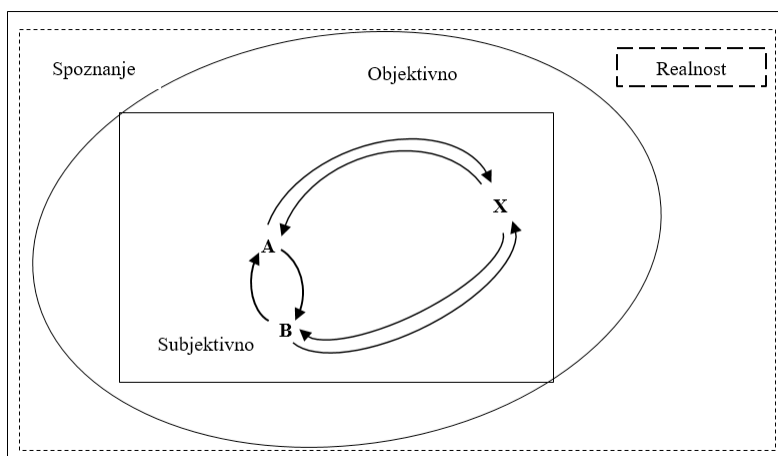 Spoznanje
Objektivno
Realnost
X
A
B
Subjektivno